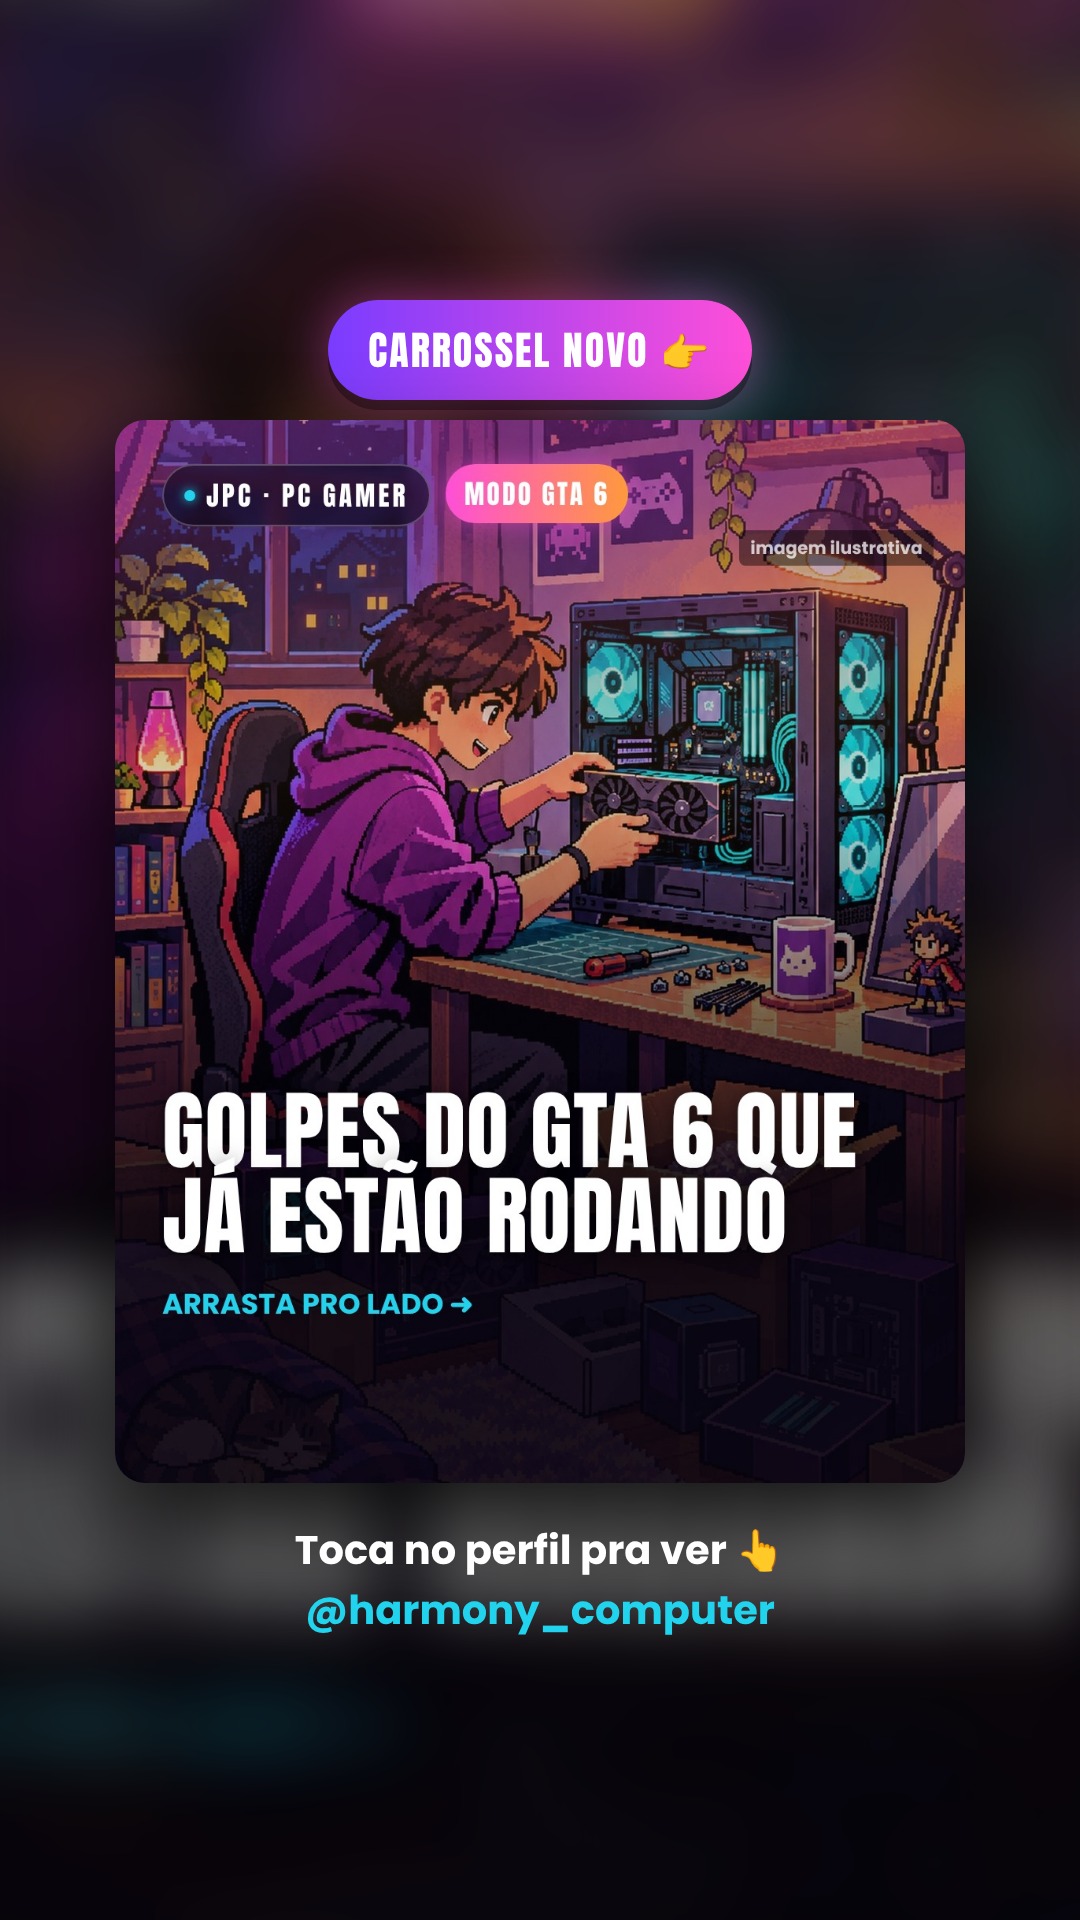 CARROSSEL NOVO 👉
JPC · PC GAMER
MODO GTA 6
imagem ilustrativa
GOLPES DO GTA 6 QUE
JÁ ESTÃO RODANDO
ARRASTA PRO LADO ➜
Toca no perfil pra ver 👆
@harmony_computer